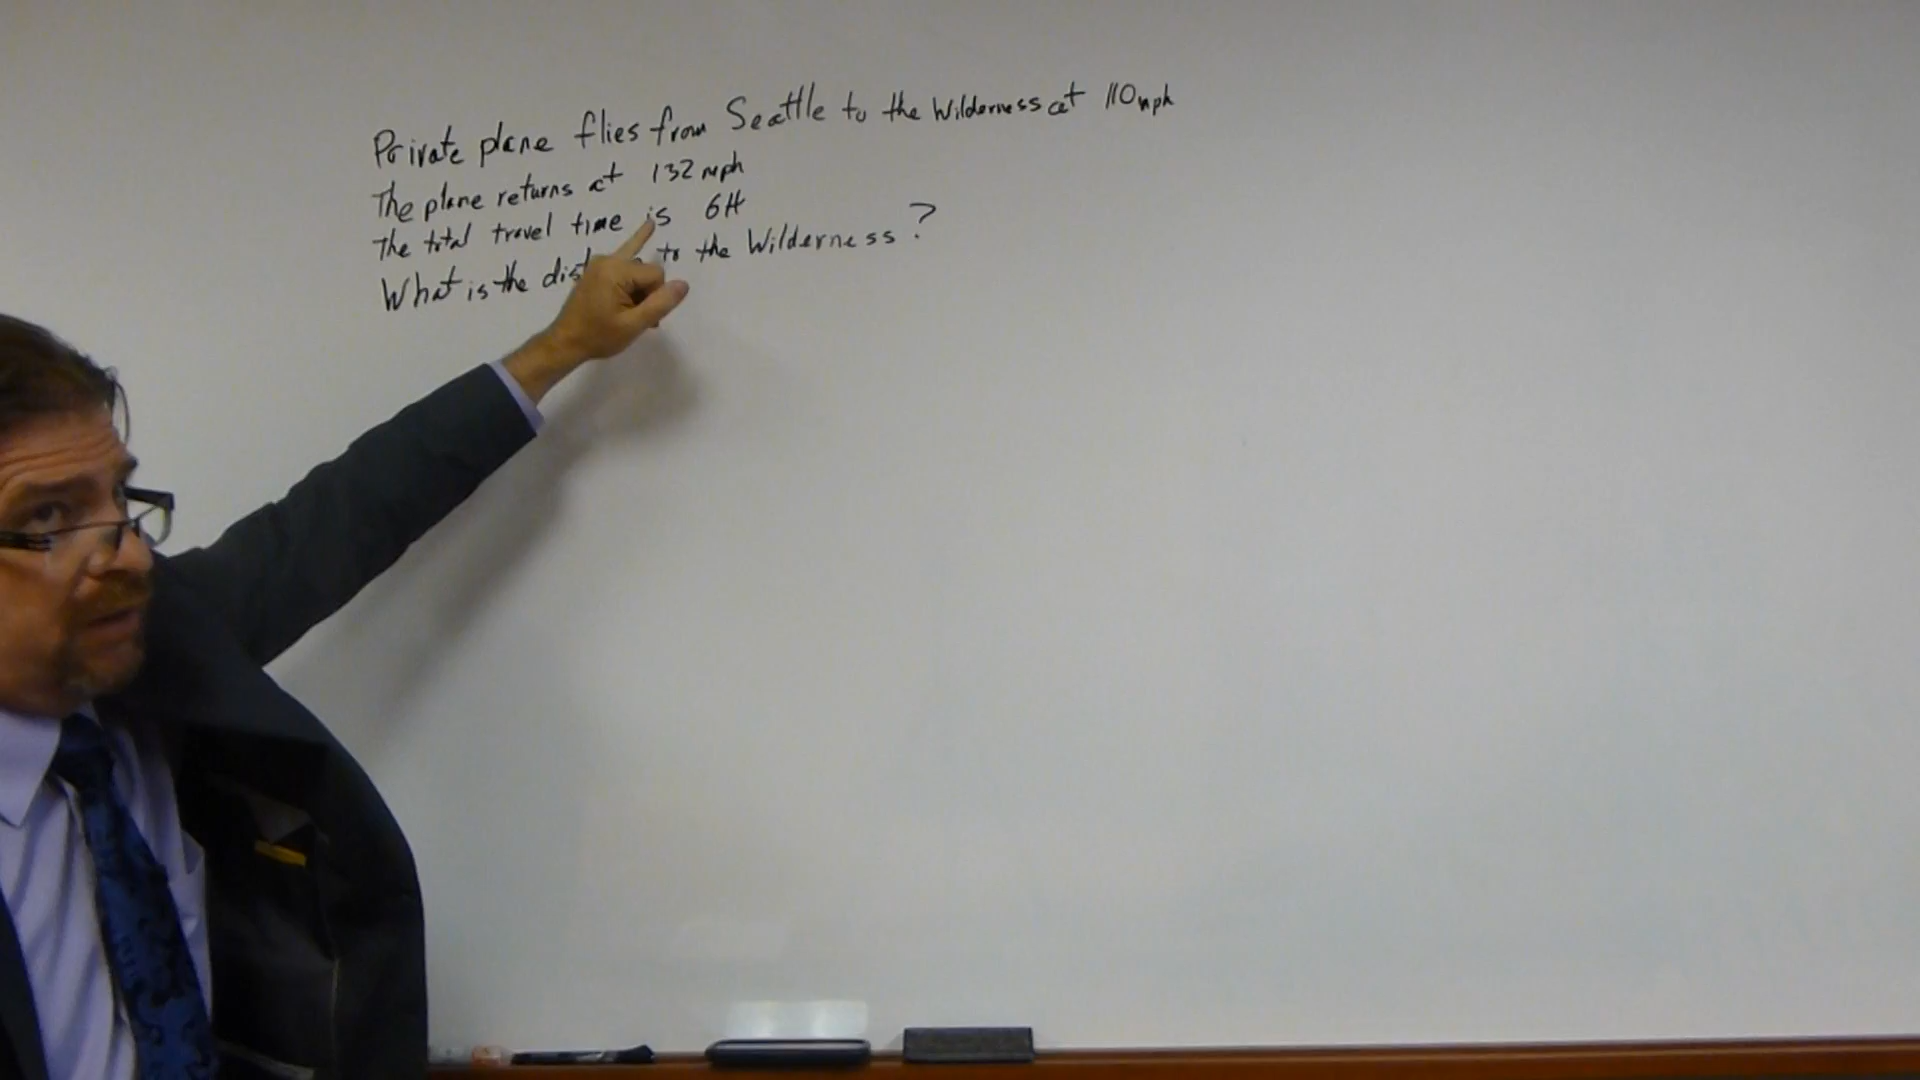 Private plane flies from Seattle to the Wilderness at 110mph
The plane returns at 132 mph
The total travel time is 6H
What is the to the Wilderness ?